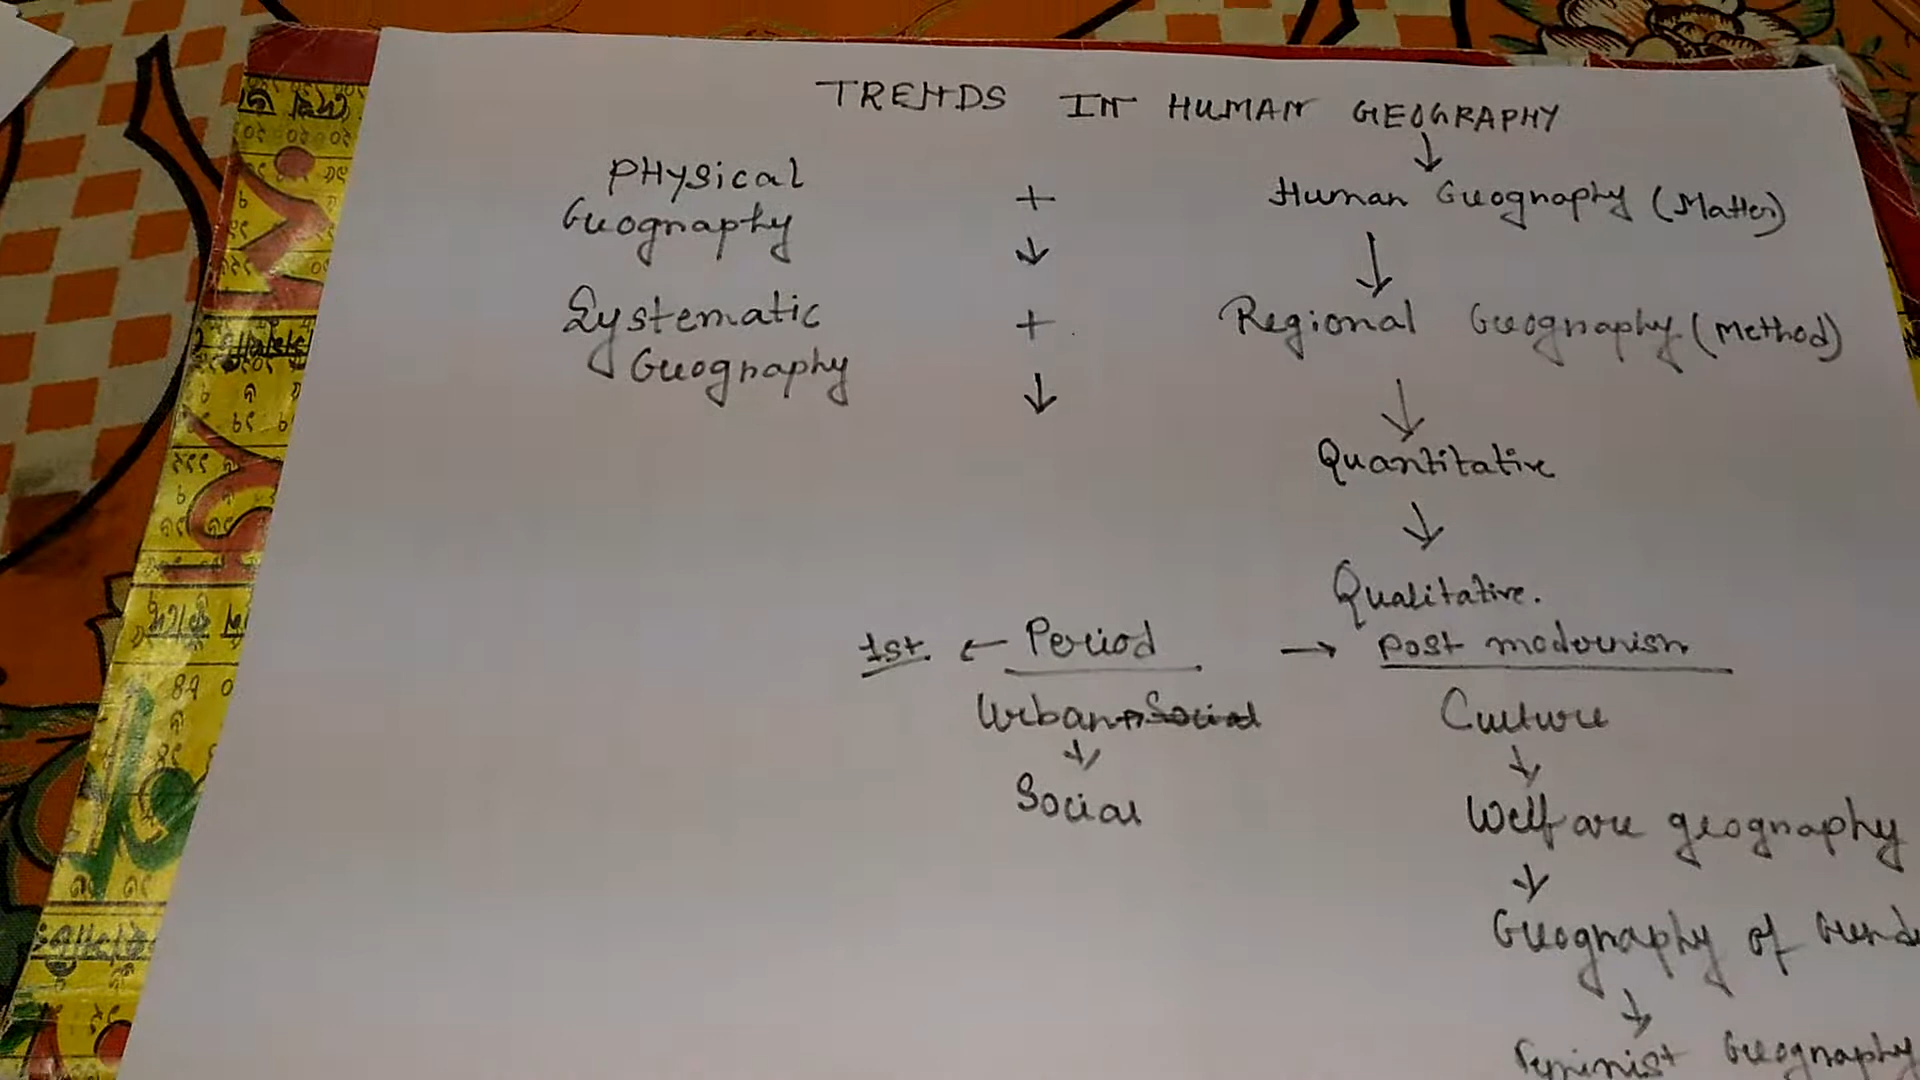 TRENDS IN HUMAN GEOGRAPHY
↓
PHysical + Human Geography (Matter)
Geography ↓ ↓
Systematic + Regional Geography (Method)
Geography ↓ ↓
Quantitative
↓
Qualitative.
1st. ← Period → Post modernism
Urban Culture
↓ ↓
Social Welfare geography
↓
Geography of Gend
↓
Feminist Geography